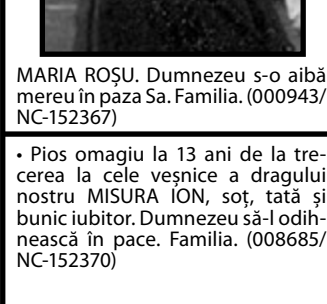 MARIA ROȘU. Dumnezeu s-o aibă
mereu în paza Sa. Familia. (000943/
NC-152367)
• Pios omagiu la 13 ani de la tre-
cerea la cele veșnice a dragului
nostru MISURA ION, soț, tată și
bunic iubitor. Dumnezeu să-l odih-
nească în pace. Familia. (008685/
NC-152370)